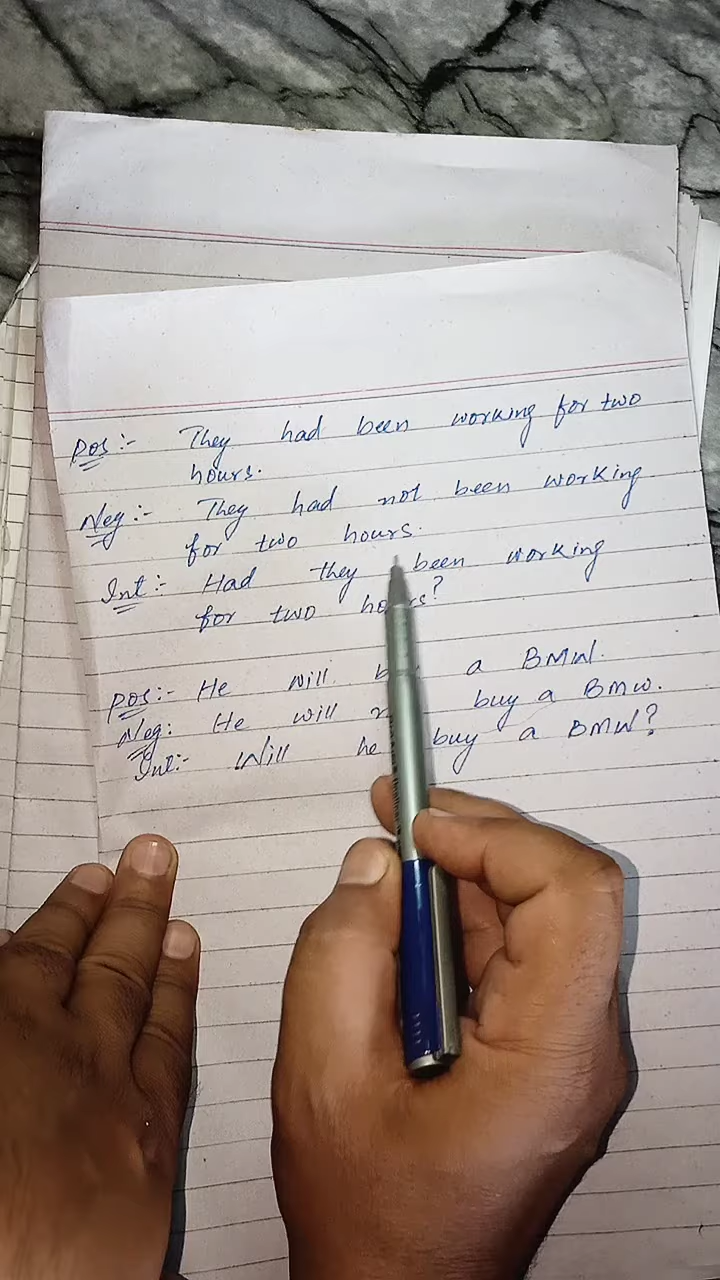 Pos:- They had been working for two
hours.
Neg:- They had not been working
for two hours.
Int:- Had they been working
for two hours?
Pos:- He will a BMW.
Neg: He will buy a BMW.
Int:- Will he buy a BMW?